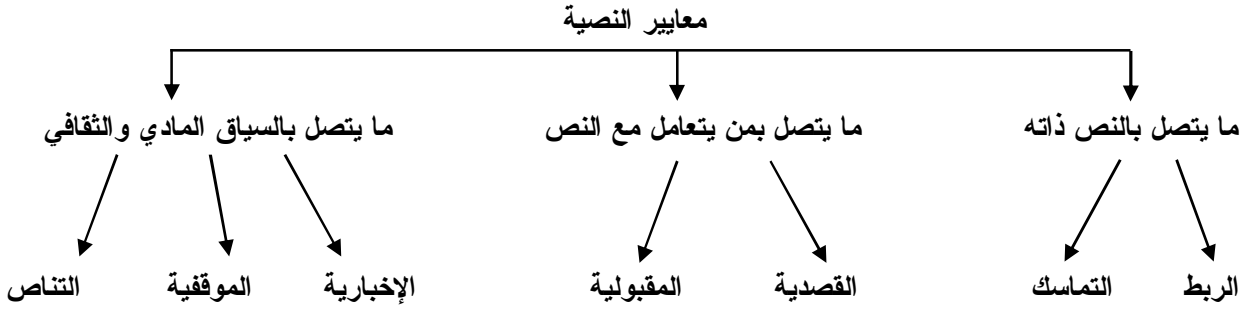 معايير النصية
ما يتصل بالنص ذاته ما يتصل بمن يتعامل مع النص ما يتصل بالسياق المادي والثقافي
الربط التماسك القصدية المقبولية الإخبارية الموقفية التناص